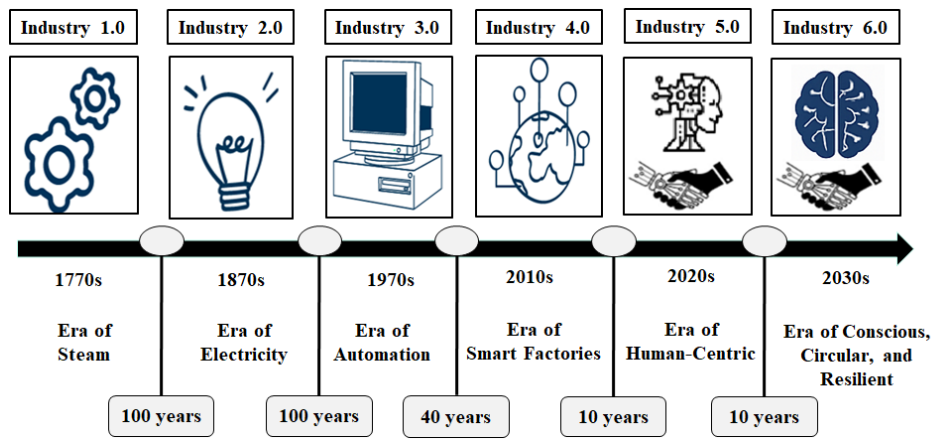 Industry 1.0
Industry 2.0
Industry 3.0
Industry 4.0
Industry 5.0
Industry 6.0
1770s
1870s
1970s
2010s
2020s
2030s
Era of
Steam
Era of
Electricity
Era of
Automation
Era of
Smart Factories
Era of
Human-Centric
Era of Conscious,
Circular, and
Resilient
100 years
100 years
40 years
10 years
10 years